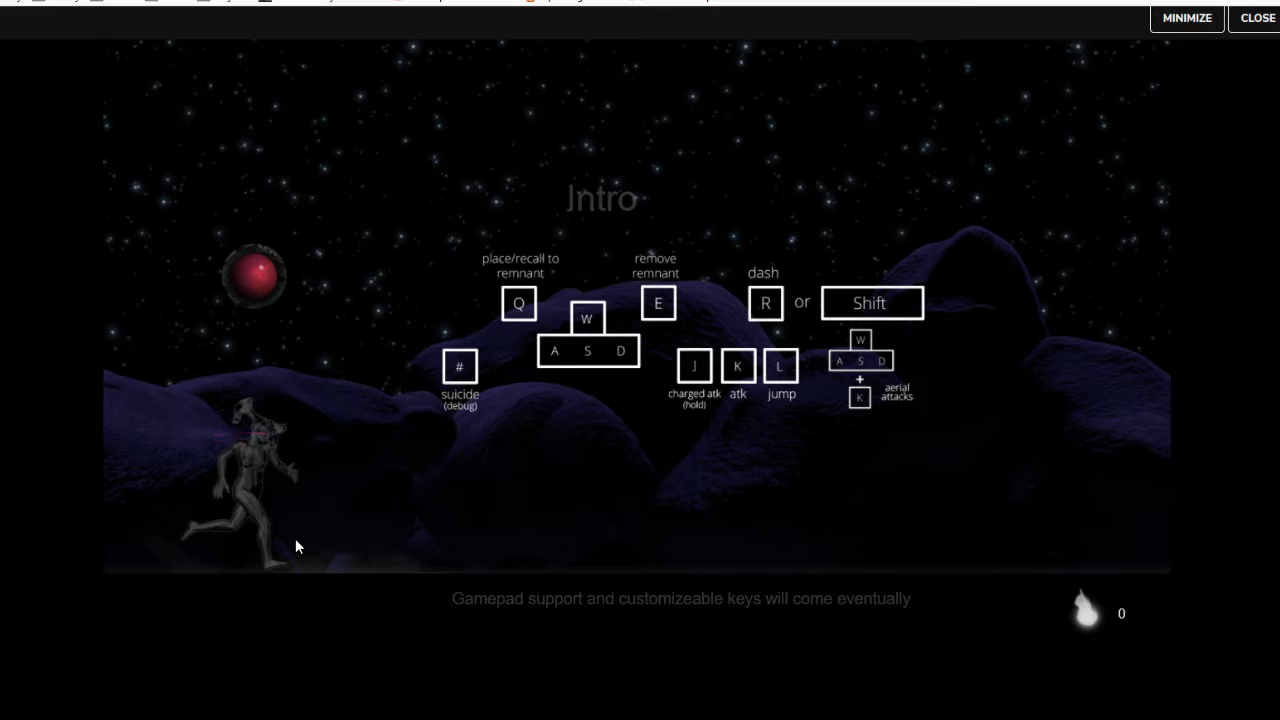 MINIMIZE
CLOSE
Intro
place/recall to
remnant
remove
remnant
dash
Q
E
R
or
Shift
W
A S D
#
suicide
(debug)
J
K
L
charged atk
(hold)
atk
jump
W
A S D
+
K
aerial
attacks
Gamepad support and customizeable keys will come eventually
0